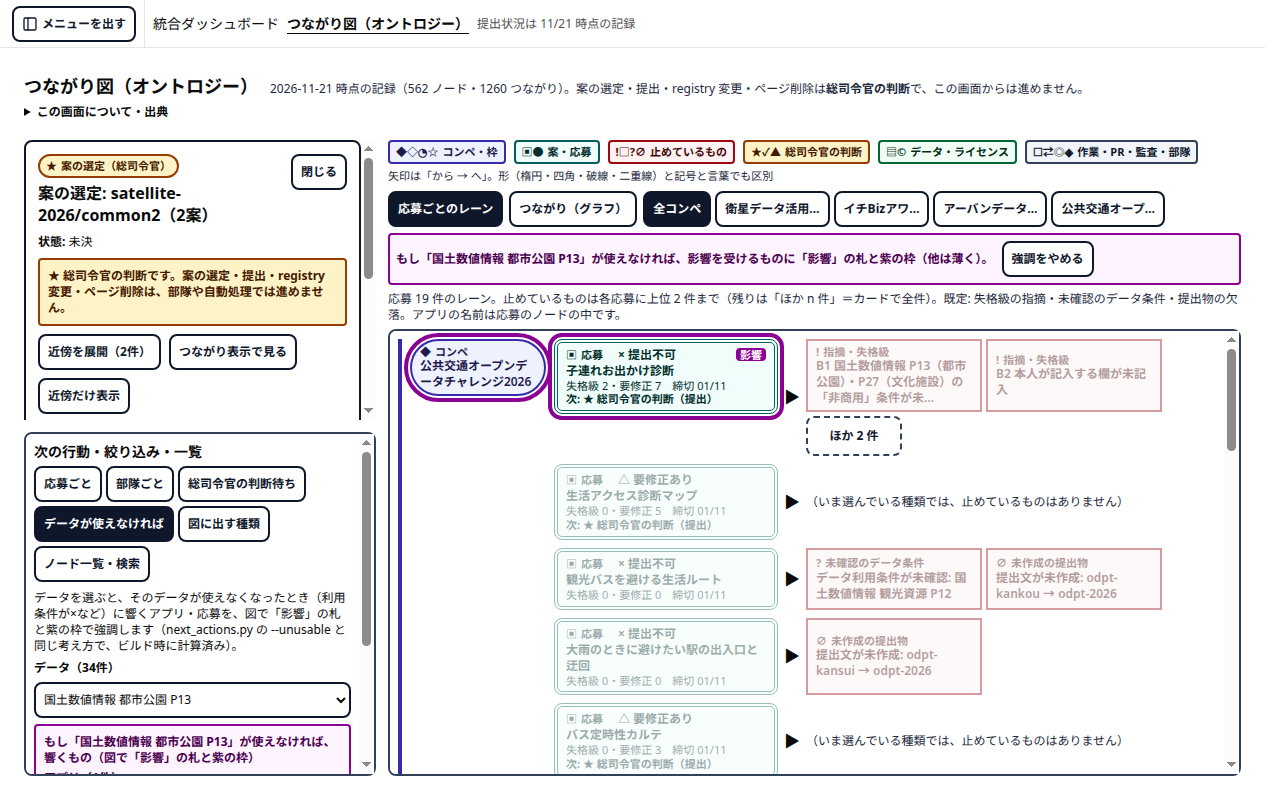 メニューを出す
統合ダッシュボード つながり図（オントロジー） 提出状況は 11/21 時点の記録
つながり図（オントロジー） 2026-11-21 時点の記録（562 ノード・1260 つながり）。案の選定・提出・registry 変更・ページ削除は総司令官の判断で、この画面からは進めません。
▶ この画面について・出典
★ 案の選定（総司令官）
閉じる
案の選定: satellite-
2026/common2（2案）
状態: 未決
★ 総司令官の判断です。案の選定・提出・registry
変更・ページ削除は、部隊や自動処理では進めませ
ん。
近傍を展開（2件） つながり表示で見る
近傍だけ表示
次の行動・絞り込み・一覧
応募ごと 部隊ごと 総司令官の判断待ち
データが使えなければ 図に出す種類
ノード一覧・検索
データを選ぶと、そのデータが使えなくなったとき（利用
条件が×など）に響くアプリ・応募を、図で「影響」の札
と紫の枠で強調します（next_actions.py の --unusable と
同じ考え方で、ビルド時に計算済み）。
データ（34件）
国土数値情報 都市公園 P13
もし「国土数値情報 都市公園 P13」が使えなければ、
響くもの（図で「影響」の札と紫の枠）
◆◇◔☆ コンペ・枠 ▣● 案・応募 !□?⊘ 止めているもの ★✓▲ 総司令官の判断 ▤© データ・ライセンス □⇄◎◆ 作業・PR・監査・部隊
矢印は「から → へ」。形（楕円・四角・破線・二重線）と記号と言葉でも区別
応募ごとのレーン つながり（グラフ） 全コンペ 衛星データ活用... イチBizアワ... アーバンデータ... 公共交通オープ...
もし「国土数値情報 都市公園 P13」が使えなければ、影響を受けるものに「影響」の札と紫の枠（他は薄く）。 強調をやめる
応募 19 件のレーン。止めているものは各応募に上位 2 件まで（残りは「ほか n 件」＝カードで全件）。既定: 失格級の指摘・未確認のデータ条件・提出物の欠
落。アプリの名前は応募のノードの中です。
◆ コンペ
公共交通オープンデ
ータチャレンジ2026
▣ 応募 × 提出不可 影響
子連れお出かけ診断
失格級 2・要修正 7 締切 01/11
次: ★ 総司令官の判断（提出）
▶
! 指摘・失格級
B1 国土数値情報 P13（都市
公園）・P27（文化施設）の
「非商用」条件が未...
! 指摘・失格級
B2 本人が記入する欄が未記
入
ほか 2 件
▣ 応募 △ 要修正あり
生活アクセス診断マップ
失格級 0・要修正 5 締切 01/11
次: ★ 総司令官の判断（提出）
▶ （いま選んでいる種類では、止めているものはありません）
▣ 応募 × 提出不可
観光バスを避ける生活ルート
失格級 0・要修正 0 締切 01/11
▶
? 未確認のデータ条件
データ利用条件が未確認: 国
土数値情報 観光資源 P12
⊘ 未作成の提出物
提出文が未作成: odpt-
kankou → odpt-2026
▣ 応募 × 提出不可
大雨のときに避けたい駅の出入口と
迂回
失格級 0・要修正 0 締切 01/11
▶
⊘ 未作成の提出物
提出文が未作成: odpt-
kansui → odpt-2026
▣ 応募 △ 要修正あり
バス定時性カルテ
失格級 0・要修正 3 締切 01/11
次: ★ 総司令官の判断（提出）
▶ （いま選んでいる種類では、止めているものはありません）